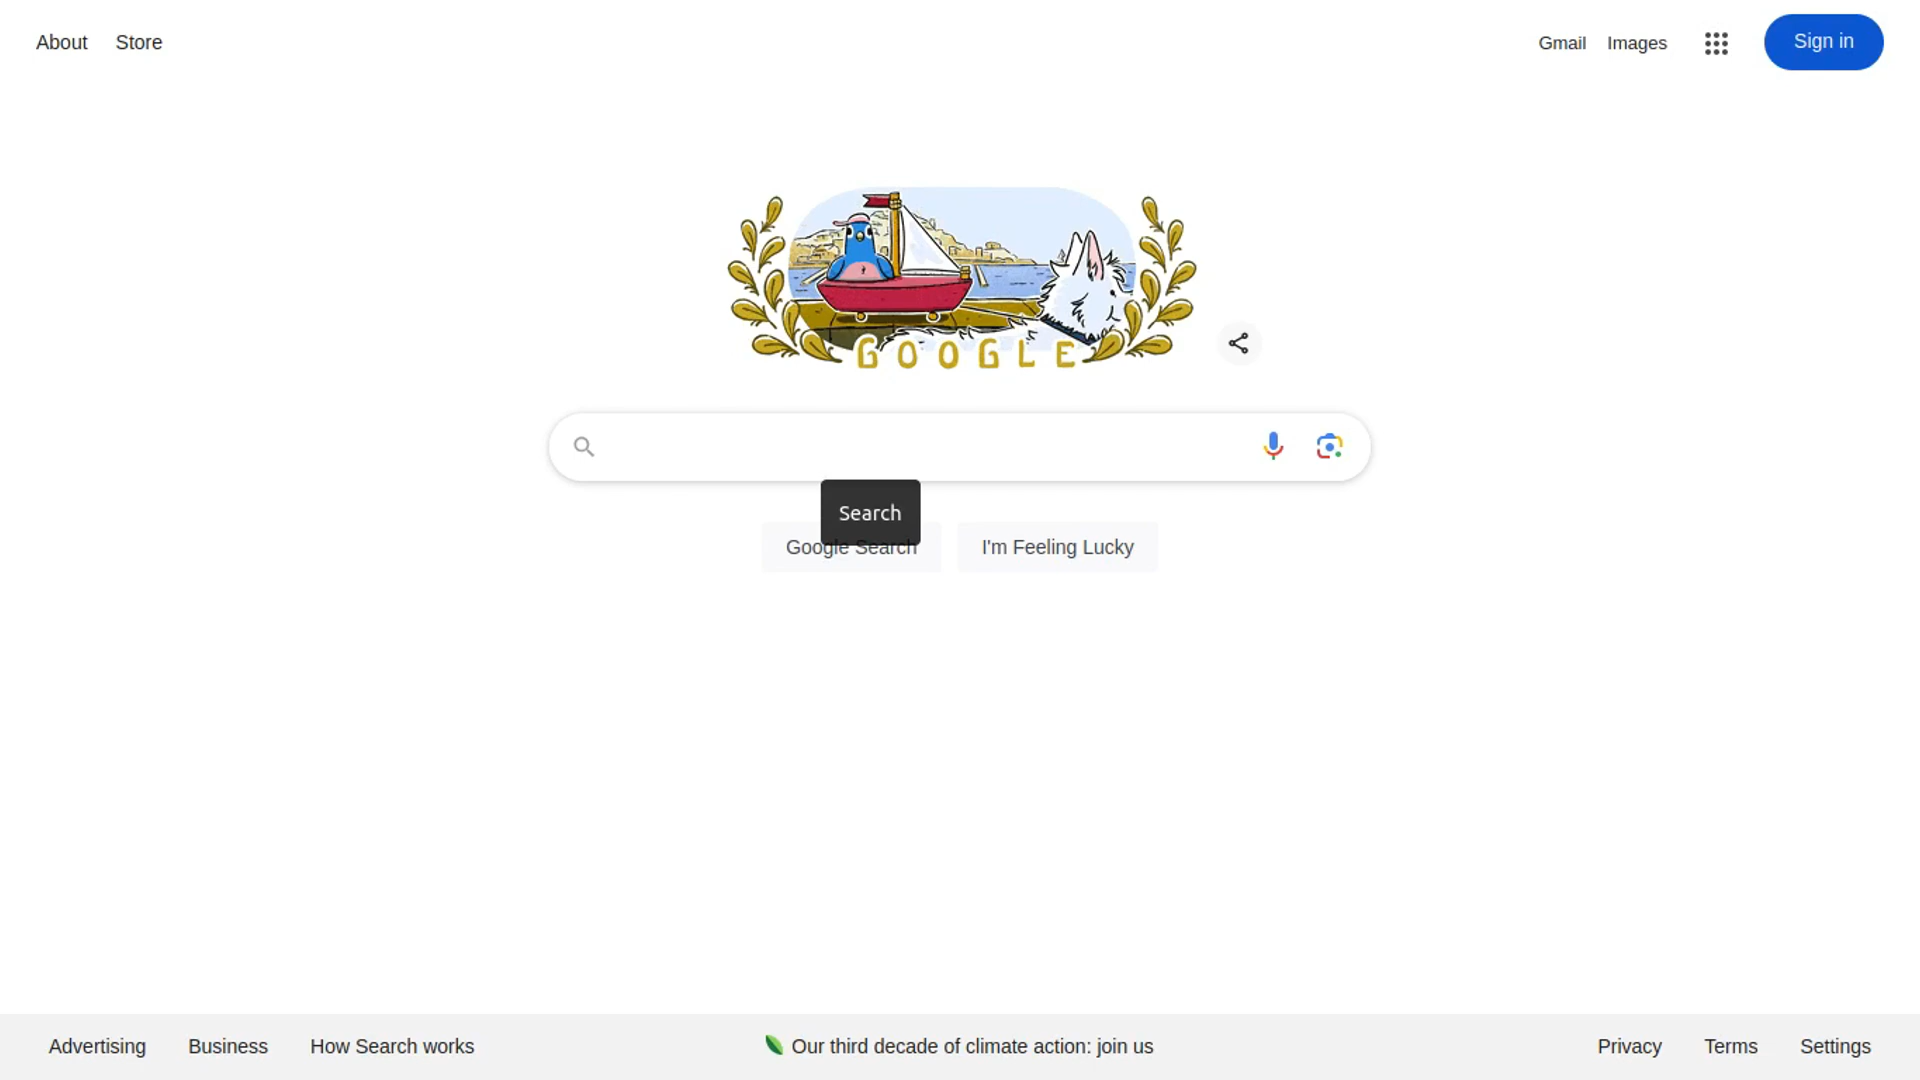 About Store
Gmail Images Sign in
GOOGLE
Search
Google Search I'm Feeling Lucky
Advertising Business How Search works Our third decade of climate action: join us Privacy Terms Settings